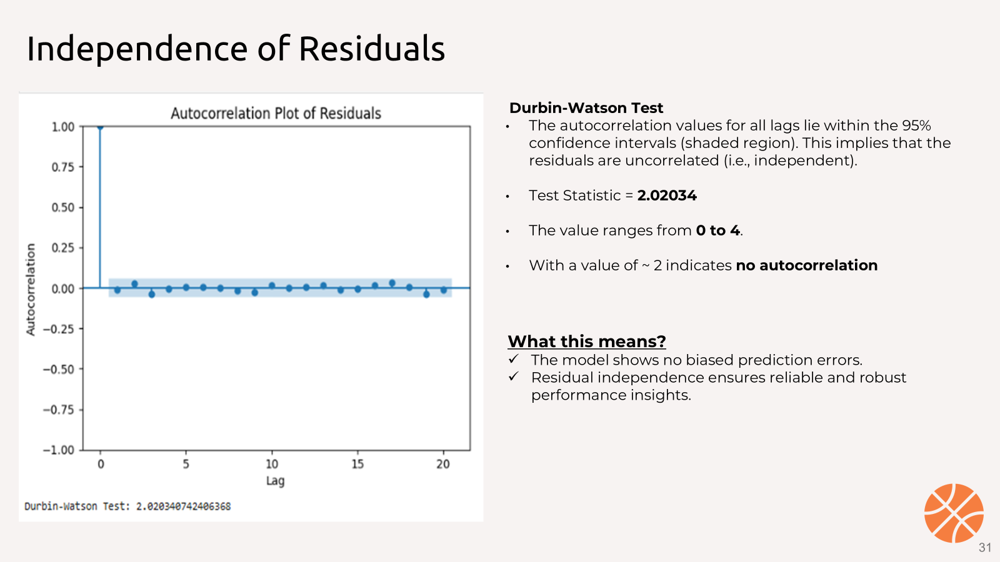 Independence of Residuals
Autocorrelation Plot of Residuals
1.00
0.75
0.50
0.25
0.00
−0.25
−0.50
−0.75
−1.00
Autocorrelation
0 5 10 15 20
Lag
Durbin-Watson Test: 2.020340742406368
Durbin-Watson Test
• The autocorrelation values for all lags lie within the 95%
confidence intervals (shaded region). This implies that the
residuals are uncorrelated (i.e., independent).
• Test Statistic = 2.02034
• The value ranges from 0 to 4.
• With a value of ~ 2 indicates no autocorrelation
What this means?
✓ The model shows no biased prediction errors.
✓ Residual independence ensures reliable and robust
performance insights.
31